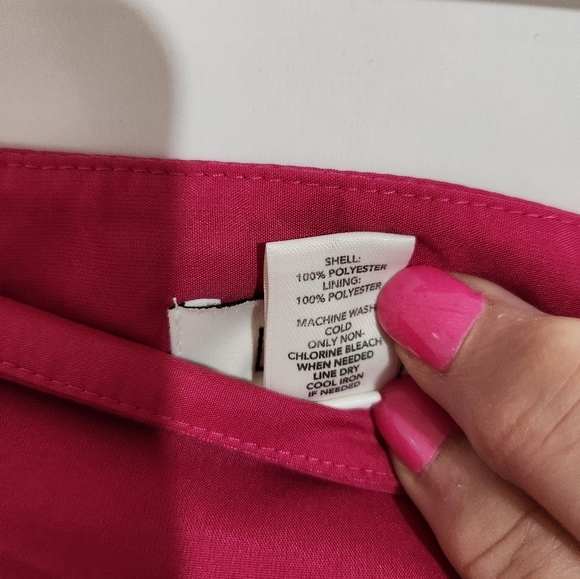 SHELL:
100% POLYESTER
LINING:
100% POLYESTER
MACHINE WASH
COLD
ONLY NON-
CHLORINE BLEACH
WHEN NEEDED
LINE DRY
COOL IRON
IF NEEDED